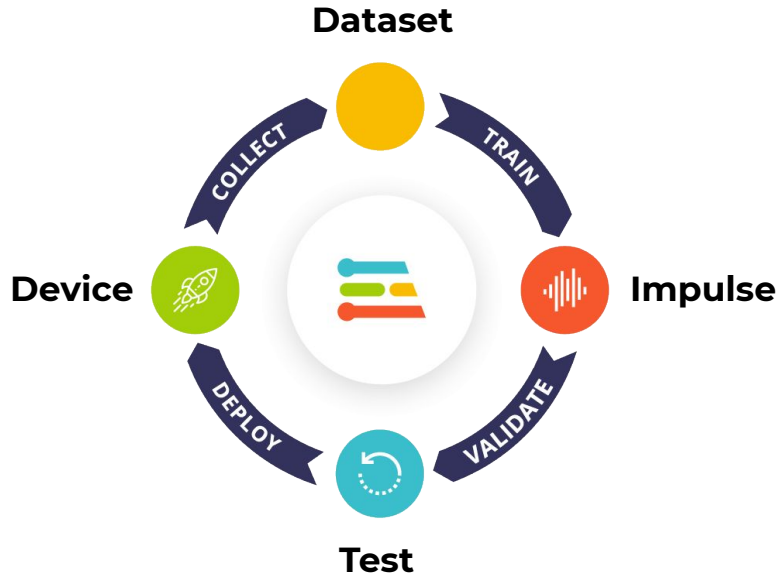 Dataset
COLLECT
TRAIN
Device
Impulse
DEPLOY
VALIDATE
Test